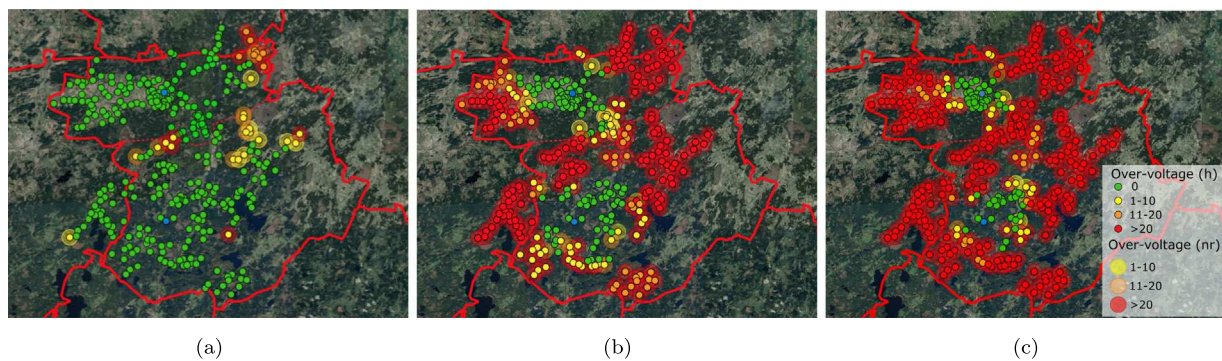 Over-voltage (h)
0
1-10
11-20
>20
Over-voltage (nr)
1-10
11-20
>20
(a)
(b)
(c)